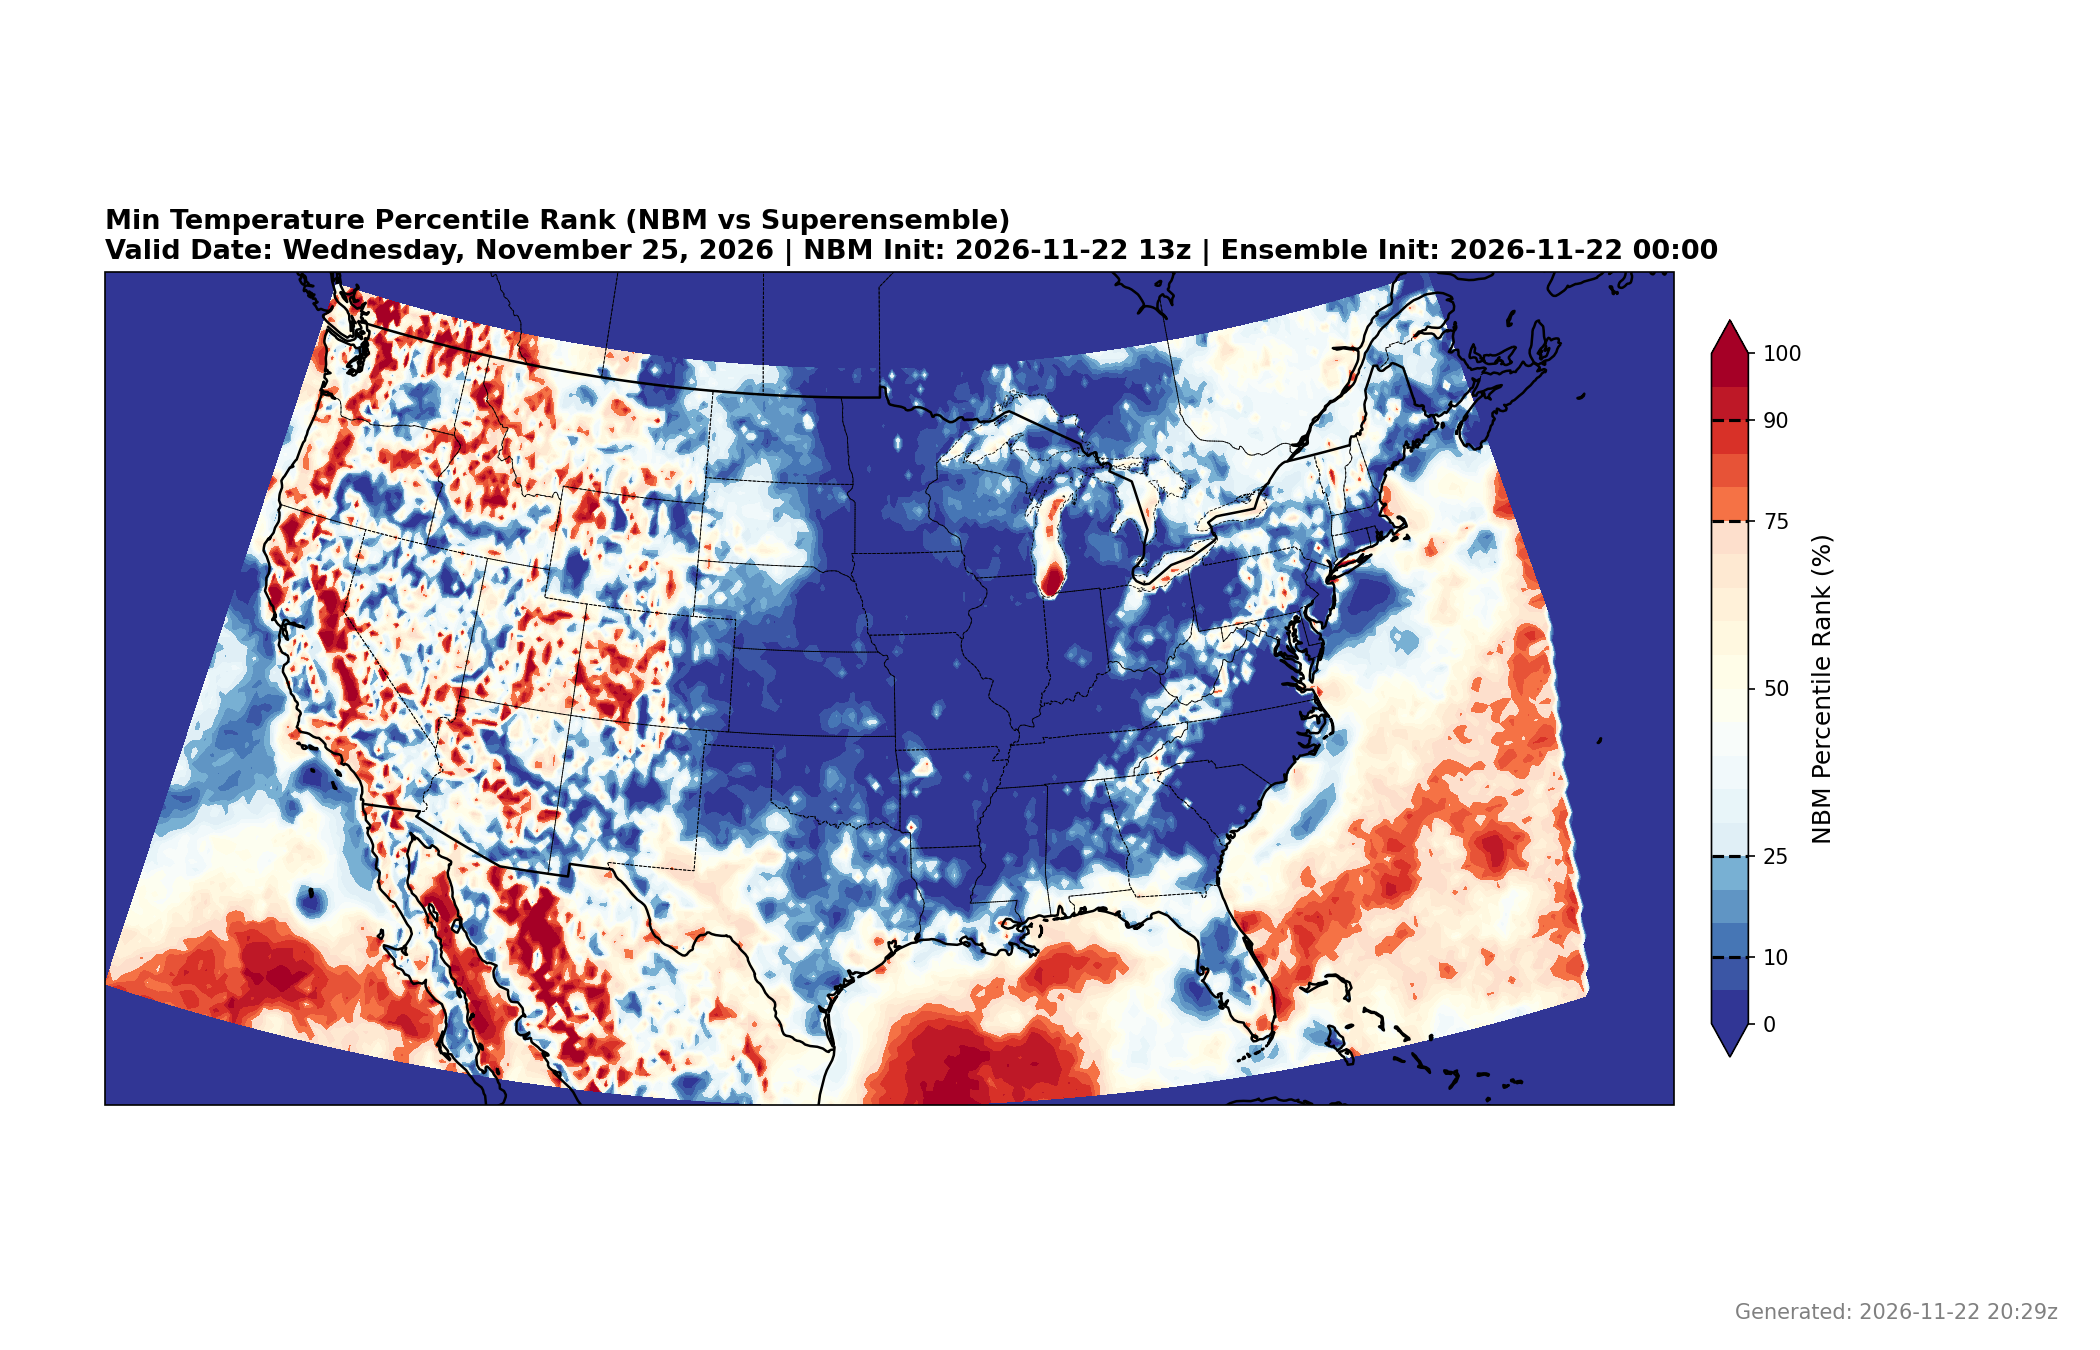 Min Temperature Percentile Rank (NBM vs Superensemble)
Valid Date: Wednesday, November 25, 2026 | NBM Init: 2026-11-22 13z | Ensemble Init: 2026-11-22 00:00
100
90
75
50
25
10
0
NBM Percentile Rank (%)
Generated: 2026-11-22 20:29z